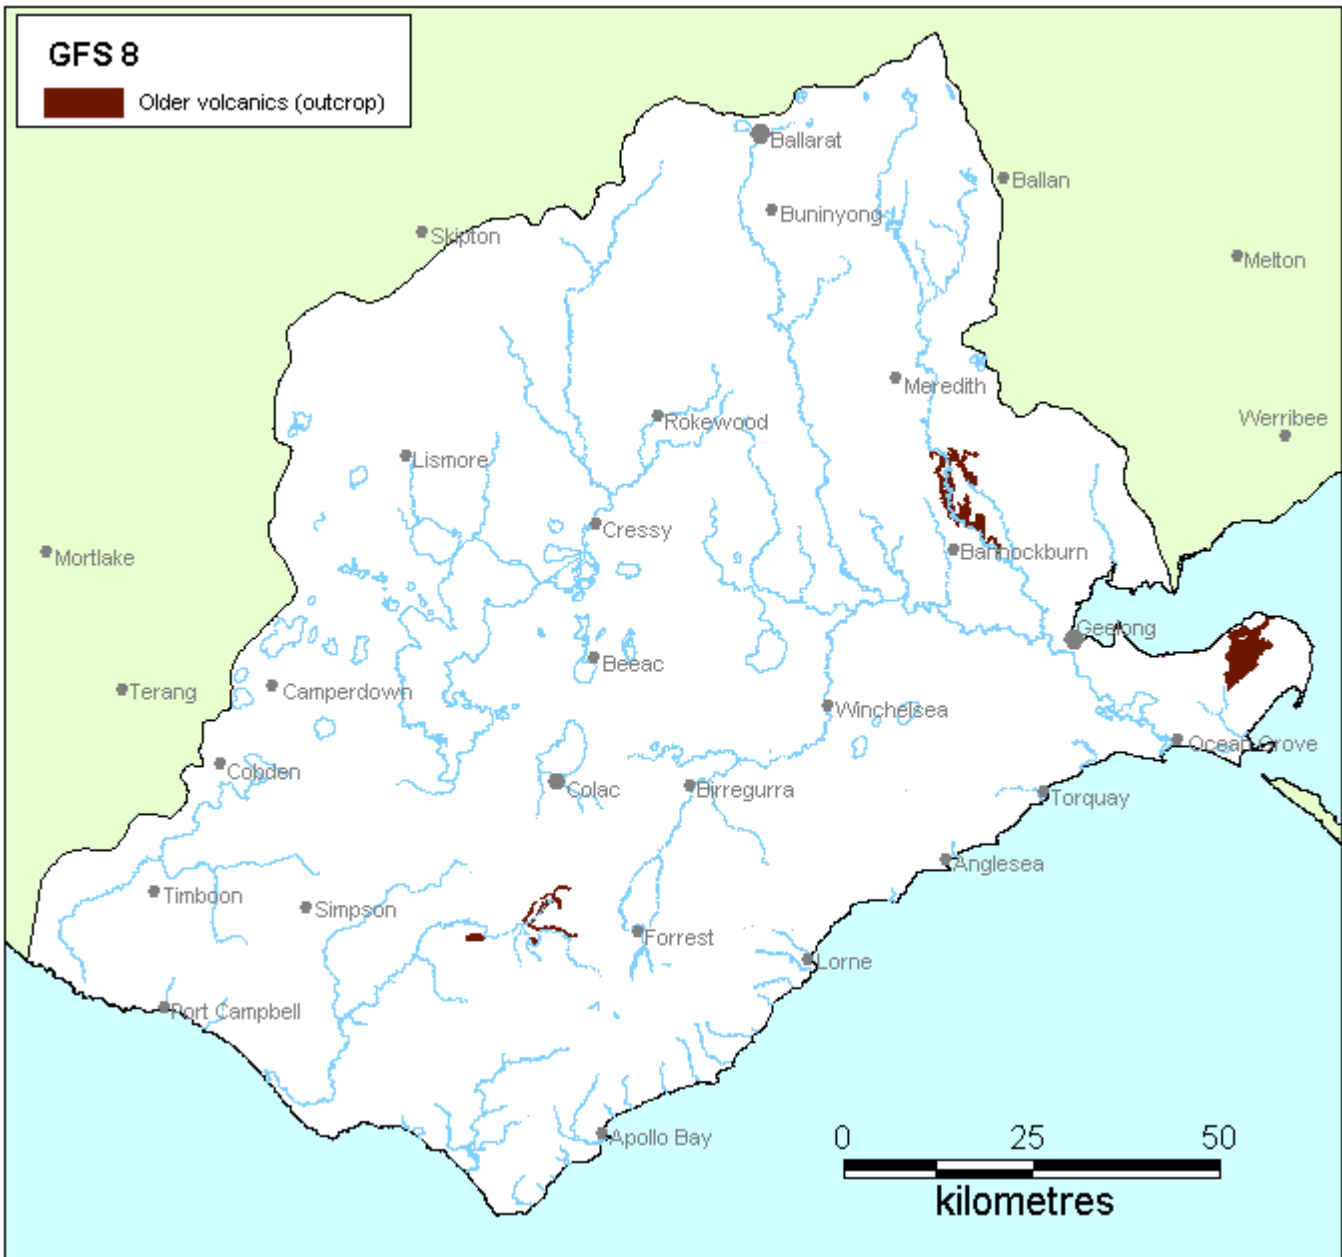 GFS 8
Older volcanics (outcrop)
Ballarat
Ballan
Buninyong
Skipton
Melton
Meredith
Rokewood
Werribee
Lismore
Cressy
Mortlake
Bannockburn
Geelong
Beeac
Terang
Camperdown
Winchelsea
Ocean Grove
Cobden
Colac
Birregurra
Torquay
Anglesea
Timboon
Simpson
Forrest
Lorne
Port Campbell
Apollo Bay
0 25 50
kilometres